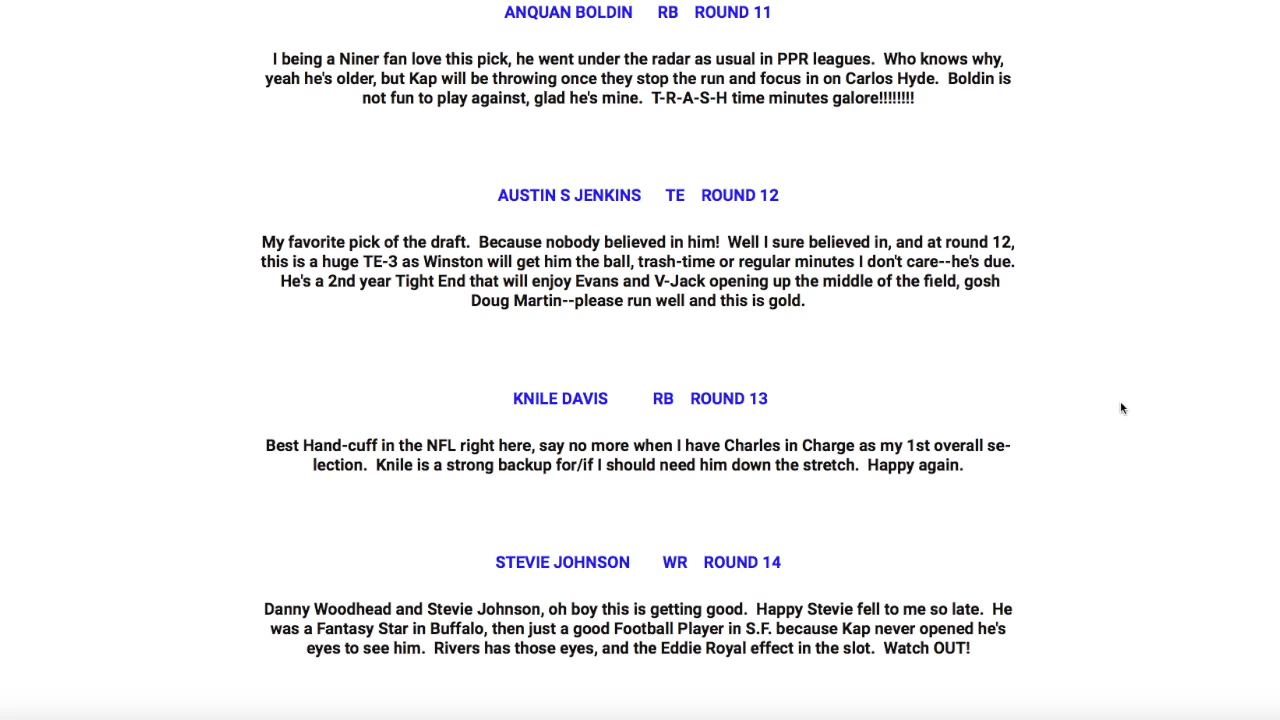 ANQUAN BOLDIN RB ROUND 11
I being a Niner fan love this pick, he went under the radar as usual in PPR leagues. Who knows why,
yeah he's older, but Kap will be throwing once they stop the run and focus in on Carlos Hyde. Boldin is
not fun to play against, glad he's mine. T-R-A-S-H time minutes galore!!!!!!!!
AUSTIN S JENKINS TE ROUND 12
My favorite pick of the draft. Because nobody believed in him! Well I sure believed in, and at round 12,
this is a huge TE-3 as Winston will get him the ball, trash-time or regular minutes I don't care--he's due.
He's a 2nd year Tight End that will enjoy Evans and V-Jack opening up the middle of the field, gosh
Doug Martin--please run well and this is gold.
KNILE DAVIS RB ROUND 13
Best Hand-cuff in the NFL right here, say no more when I have Charles in Charge as my 1st overall se-
lection. Knile is a strong backup for/if I should need him down the stretch. Happy again.
STEVIE JOHNSON WR ROUND 14
Danny Woodhead and Stevie Johnson, oh boy this is getting good. Happy Stevie fell to me so late. He
was a Fantasy Star in Buffalo, then just a good Football Player in S.F. because Kap never opened he's
eyes to see him. Rivers has those eyes, and the Eddie Royal effect in the slot. Watch OUT!